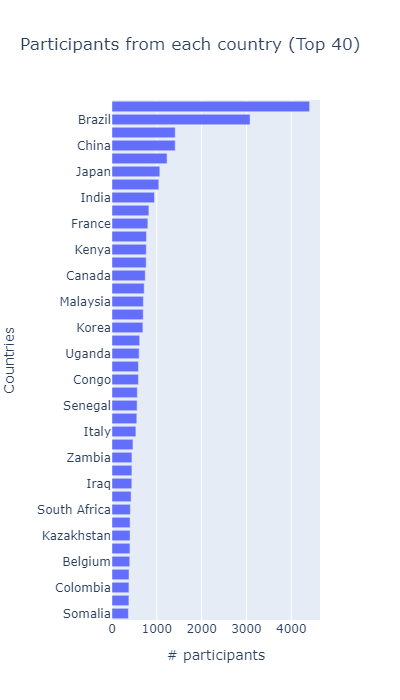 Participants from each country (Top 40)
Brazil
China
Japan
India
France
Kenya
Canada
Malaysia
Korea
Uganda
Congo
Senegal
Italy
Zambia
Iraq
South Africa
Kazakhstan
Belgium
Colombia
Somalia
Countries
0 1000 2000 3000 4000
# participants